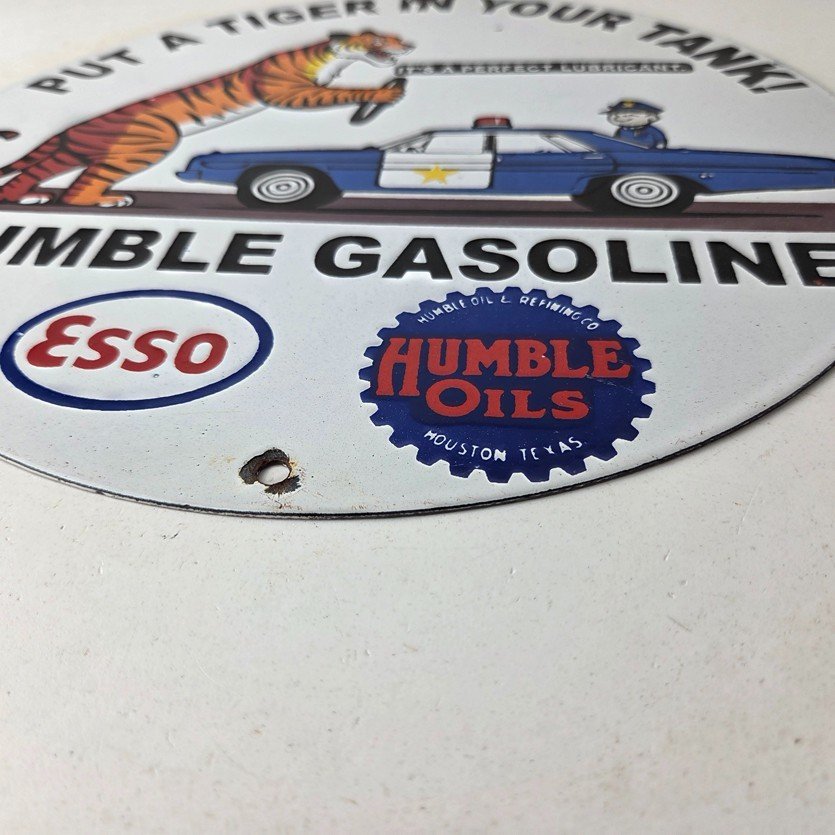 PUT A TIGER IN YOUR TANK!
IT'S A PERFECT LUBRICANT.
UMBLE GASOLINE
Esso
HUMBLE OIL & REFINING CO
HUMBLE
OILS
HOUSTON TEXAS